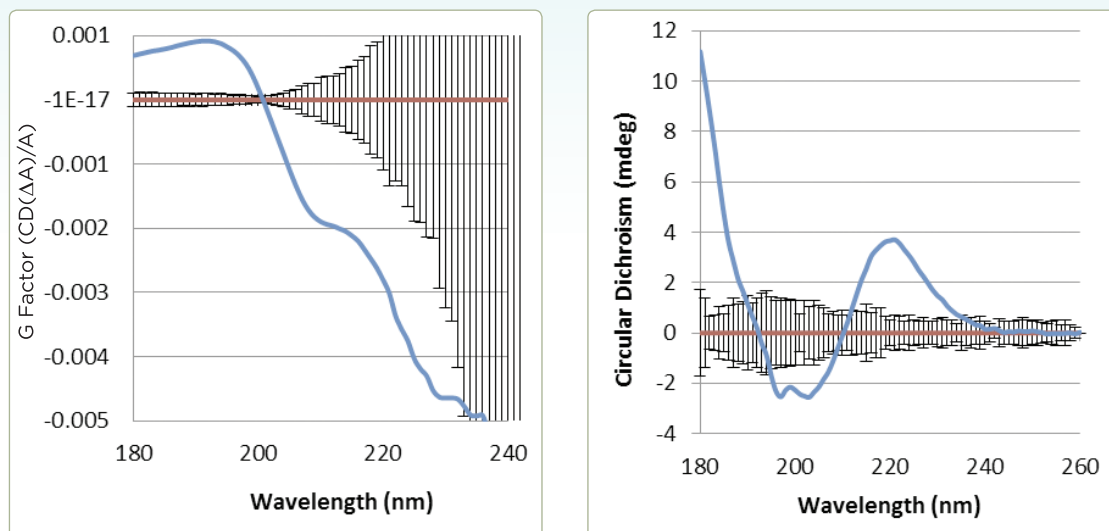 0.001
-1E-17
-0.001
-0.002
-0.003
-0.004
-0.005
G Factor (CD(ΔA)/A)
180 200 220 240
Wavelength (nm)
12
10
8
6
4
2
0
-2
-4
Circular Dichroism (mdeg)
180 200 220 240 260
Wavelength (nm)